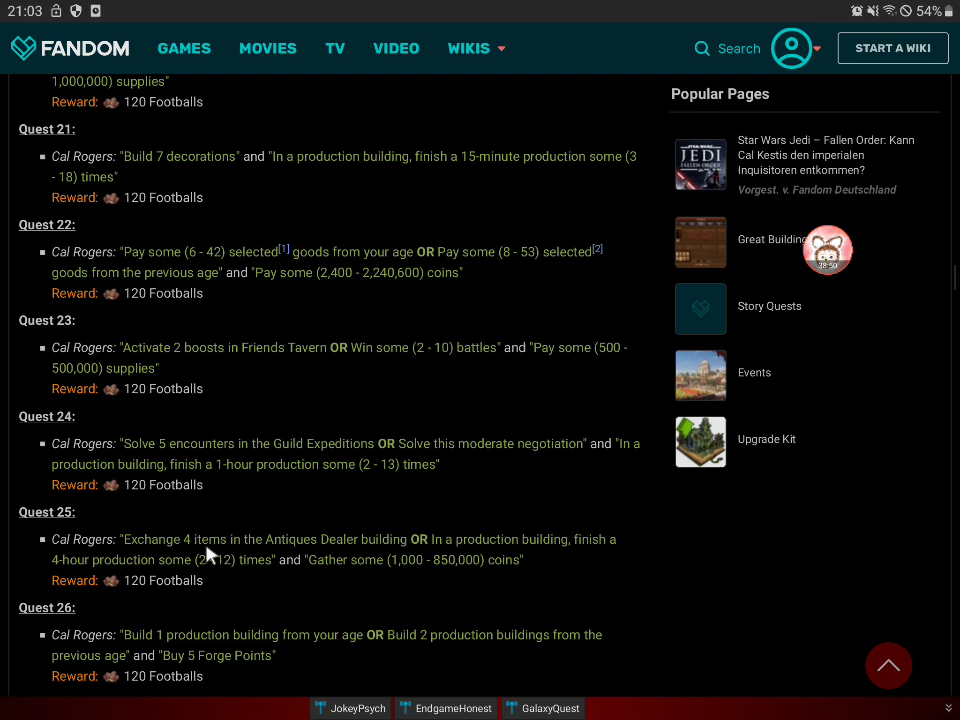 21:03
54%
FANDOM GAMES MOVIES TV VIDEO WIKIS Search START A WIKI
1,000,000) supplies"
Reward: 120 Footballs
Quest 21:
Cal Rogers: "Build 7 decorations" and "In a production building, finish a 15-minute production some (3
- 18) times"
Reward: 120 Footballs
Quest 22:
Cal Rogers: "Pay some (6 - 42) selected[1] goods from your age OR Pay some (8 - 53) selected[2]
goods from the previous age" and "Pay some (2,400 - 2,240,600) coins"
Reward: 120 Footballs
Quest 23:
Cal Rogers: "Activate 2 boosts in Friends Tavern OR Win some (2 - 10) battles" and "Pay some (500 -
500,000) supplies"
Reward: 120 Footballs
Quest 24:
Cal Rogers: "Solve 5 encounters in the Guild Expeditions OR Solve this moderate negotiation" and "In a
production building, finish a 1-hour production some (2 - 13) times"
Reward: 120 Footballs
Quest 25:
Cal Rogers: "Exchange 4 items in the Antiques Dealer building OR In a production building, finish a
4-hour production some (2 12) times" and "Gather some (1,000 - 850,000) coins"
Reward: 120 Footballs
Quest 26:
Cal Rogers: "Build 1 production building from your age OR Build 2 production buildings from the
previous age" and "Buy 5 Forge Points"
Reward: 120 Footballs
Popular Pages
JEDI
FALLEN ORDER
Star Wars Jedi – Fallen Order: Kann
Cal Kestis den imperialen
Inquisitoren entkommen?
Vorgest. v. Fandom Deutschland
Great Building
38:50
Story Quests
Events
Upgrade Kit
JokeyPsych EndgameHonest GalaxyQuest